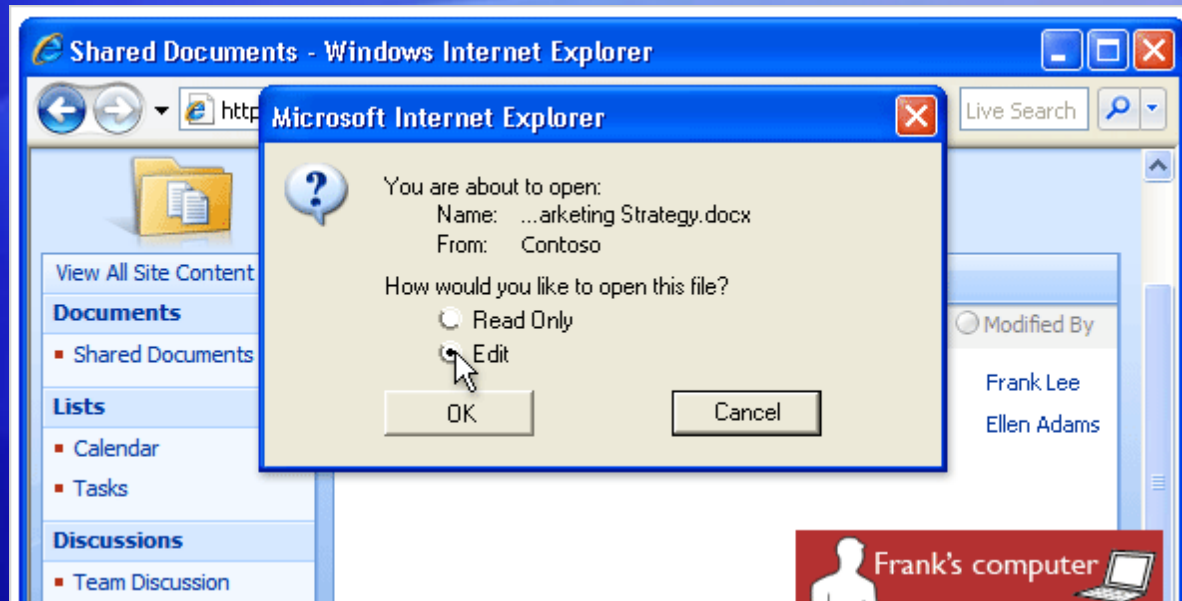 Shared Documents - Windows Internet Explorer
http
Live Search
Microsoft Internet Explorer
You are about to open:
Name: ...arketing Strategy.docx
From: Contoso
How would you like to open this file?
Read Only
Edit
OK
Cancel
View All Site Content
Documents
Shared Documents
Lists
Calendar
Tasks
Discussions
Team Discussion
Modified By
Frank Lee
Ellen Adams
Frank's computer